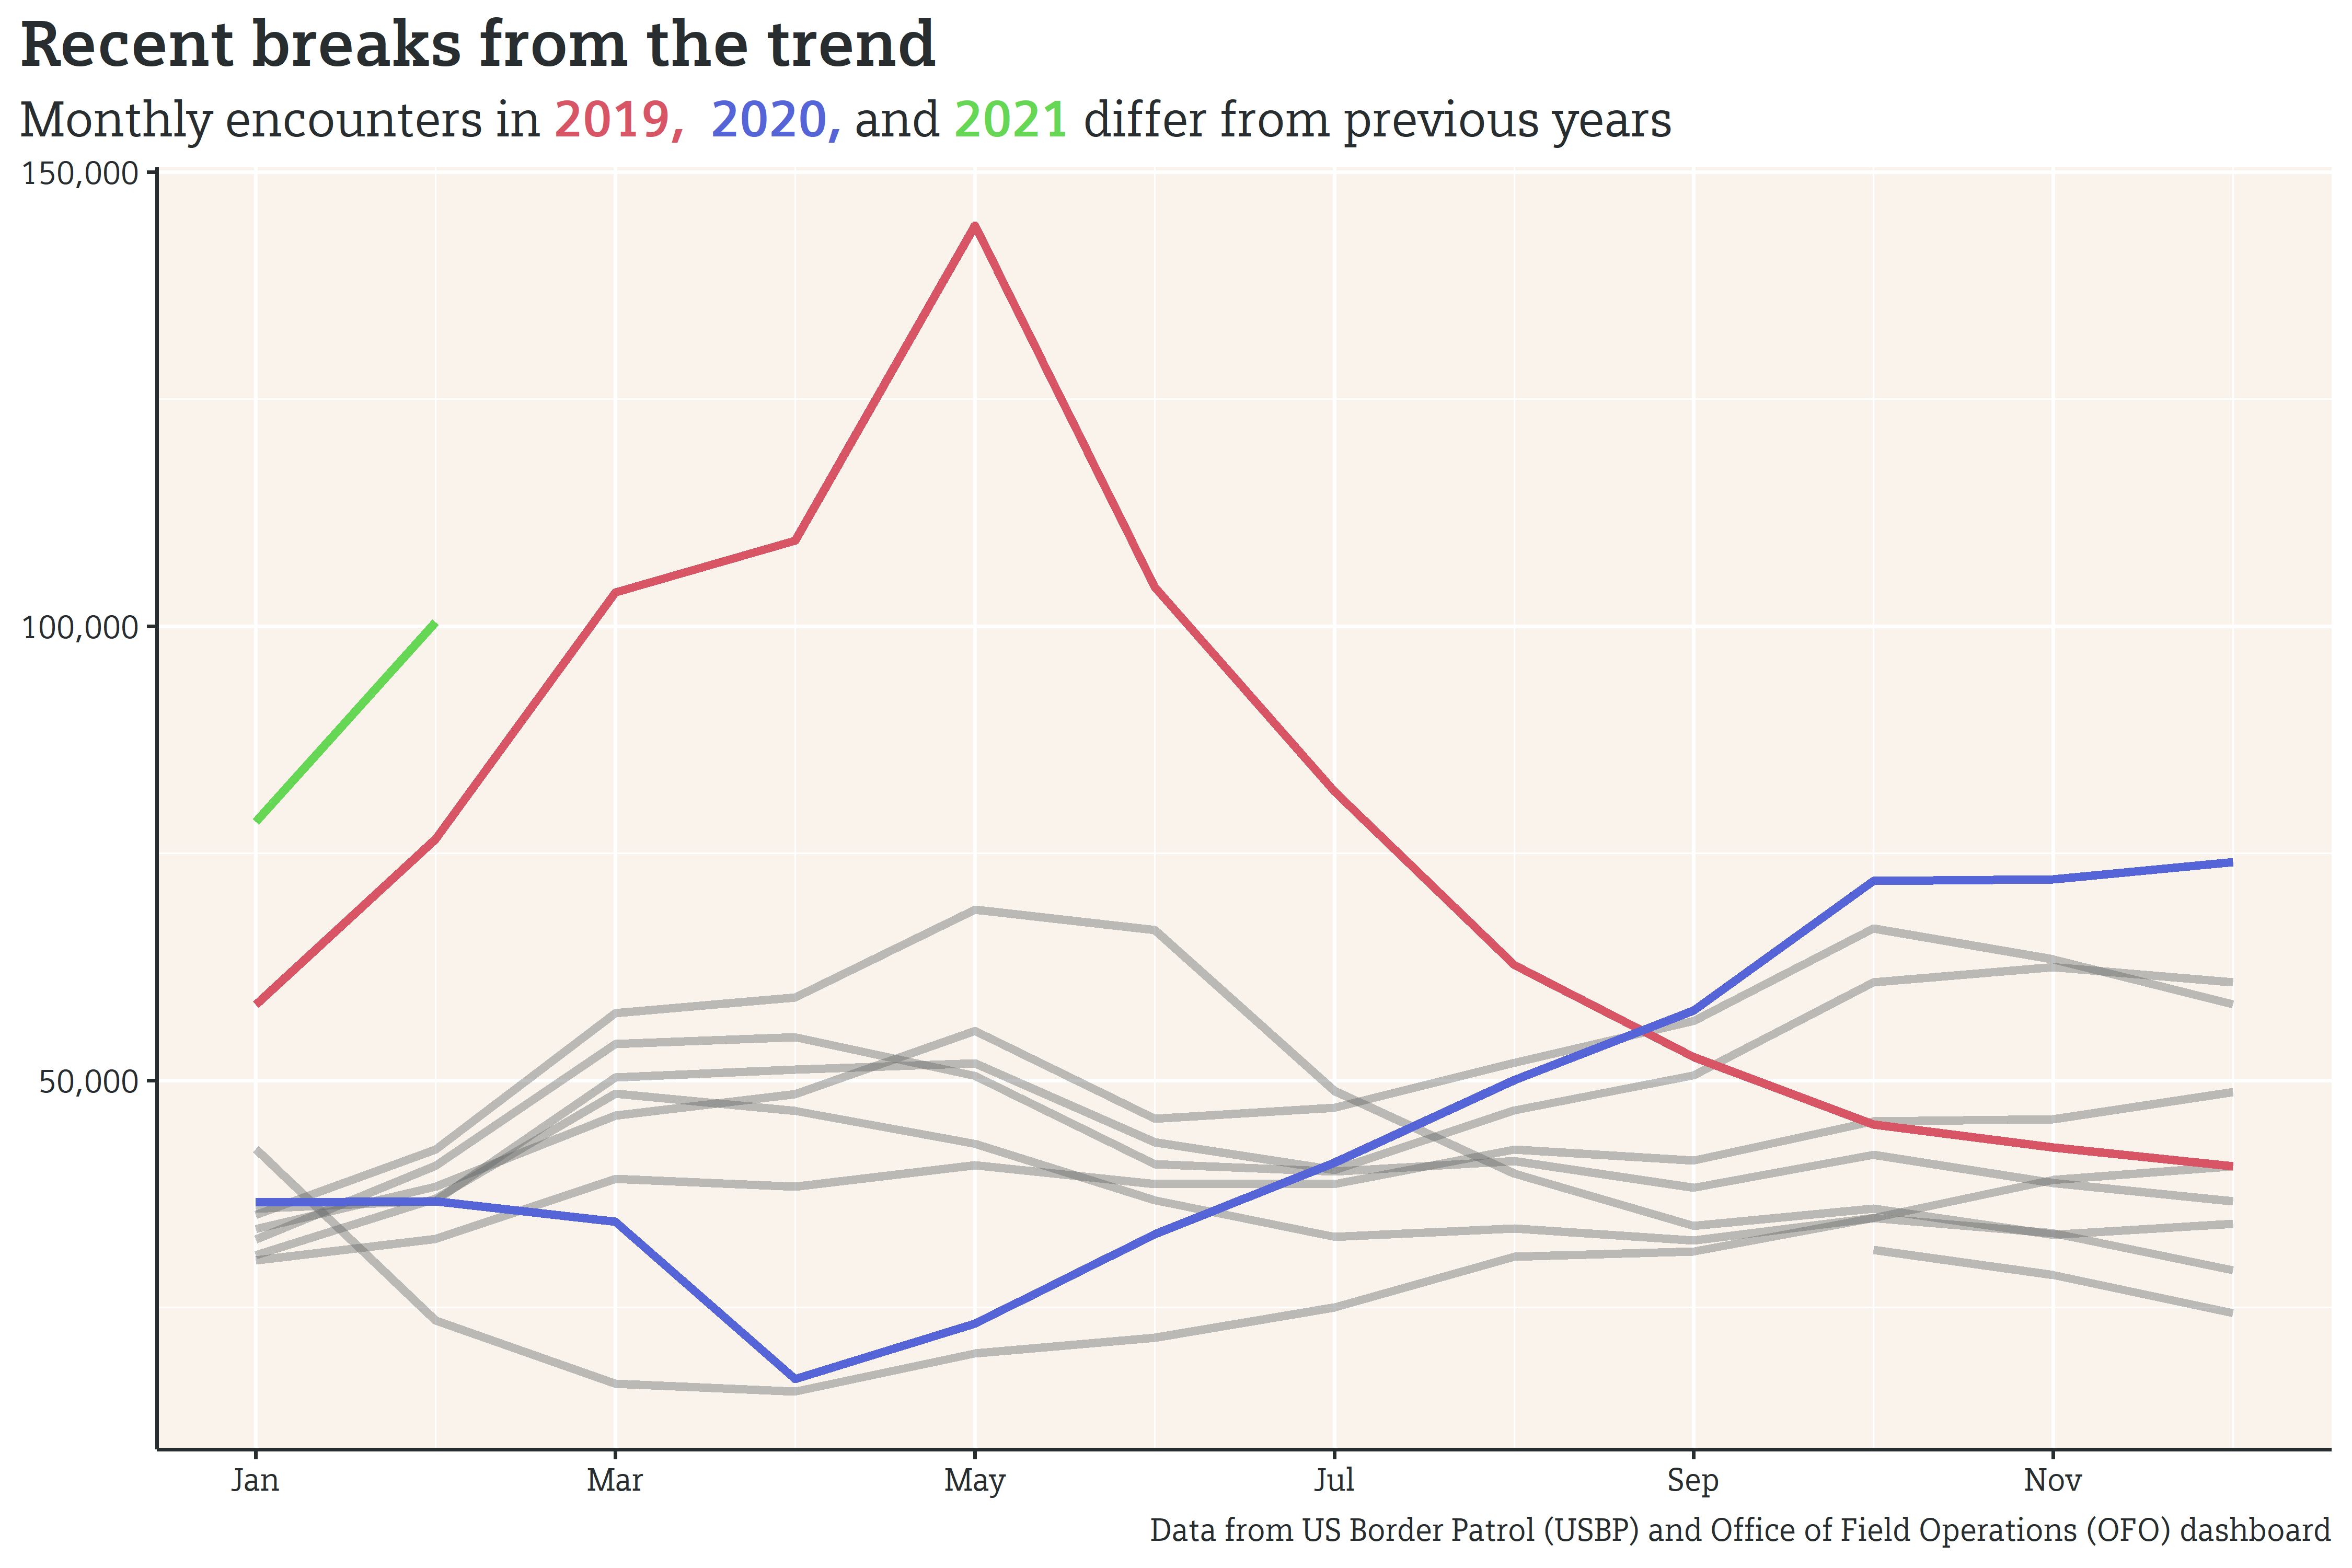 Recent breaks from the trend
Monthly encounters in 2019, 2020, and 2021 differ from previous years
150,000
100,000
50,000
Jan Mar May Jul Sep Nov
Data from US Border Patrol (USBP) and Office of Field Operations (OFO) dashboard